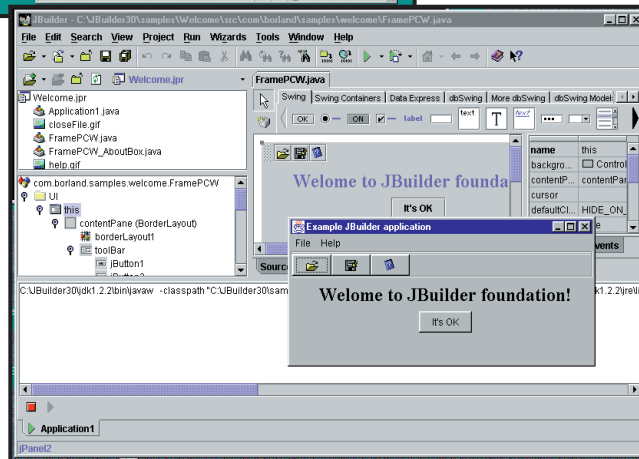 JBuilder - C:\JBuilder30\samples\Welcome\src\com\borland\samples\welcome\FramePCW.java
File Edit Search View Project Run Wizards Tools Window Help
Welcome.jpr
FramePCW.java
Welcome.jpr
Application1.java
closeFile.gif
FramePCW.java
FramePCW_AboutBox.java
help.gif
Swing Swing Containers Data Express dbSwing More dbSwing dbSwing Models
OK ON label text T text
com.borland.samples.welcome.FramePCW
UI
this
contentPane (BorderLayout)
borderLayout1
toolBar
jButton1
Welome to JBuilder founda
It's OK
name this
backgro... Control
contentP... contentPan
cursor
defaultCl... HIDE_ON_
Sourc
vents
Example JBuilder application
File Help
Welome to JBuilder foundation!
It's OK
C:\JBuilder30\jdk1.2.2\bin\javaw -classpath "C:\JBuilder30\sam
k1.2.2\jre\li
Application1
jPanel2